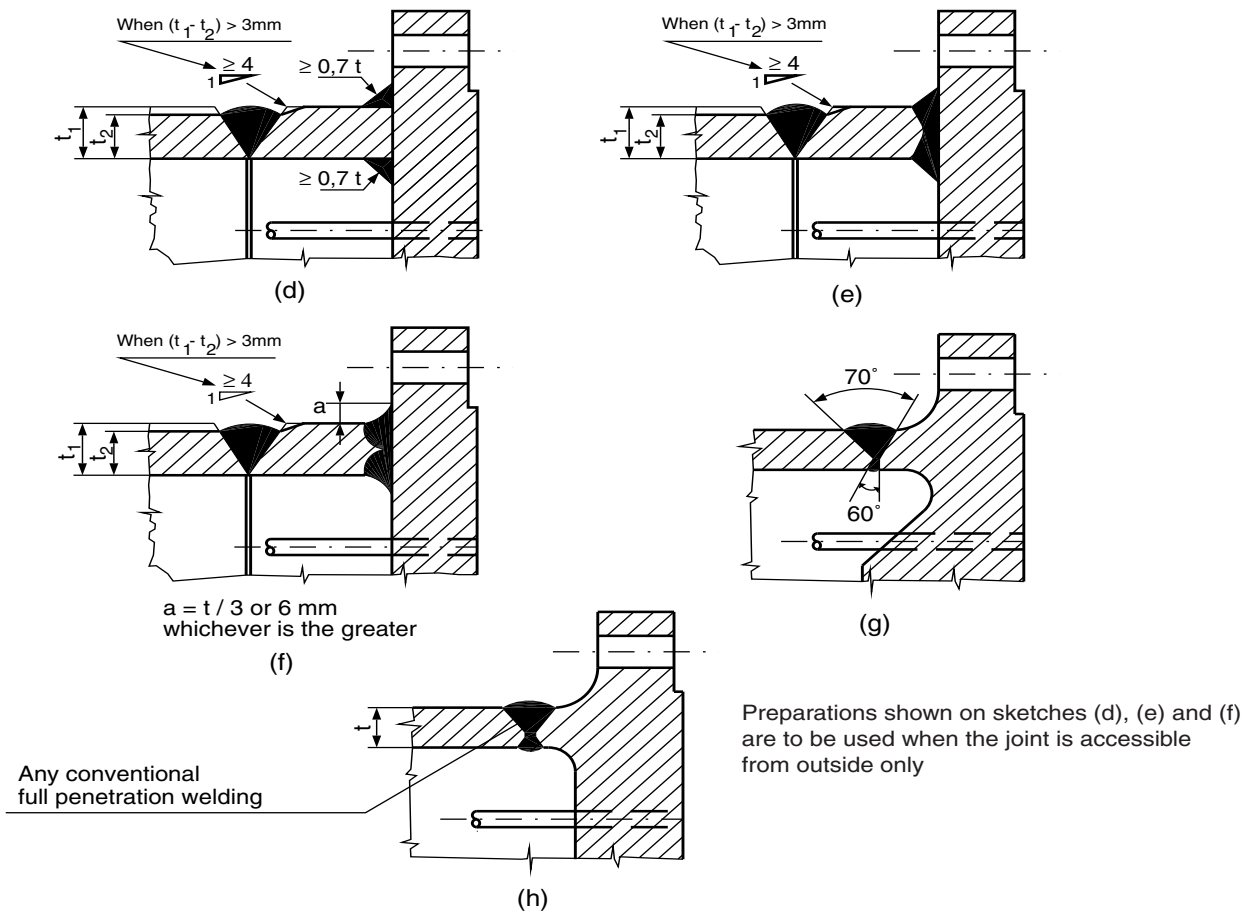 When (t1- t2) > 3mm
≥ 4
1
≥ 0,7 t
t1
t2
≥ 0,7 t
(d)
When (t1- t2) > 3mm
≥ 4
1
t1
t2
(e)
When (t1- t2) > 3mm
≥ 4
1
a
t1
t2
a = t / 3 or 6 mm
whichever is the greater
(f)
70°
60°
(g)
t
Any conventional
full penetration welding
(h)
Preparations shown on sketches (d), (e) and (f)
are to be used when the joint is accessible
from outside only